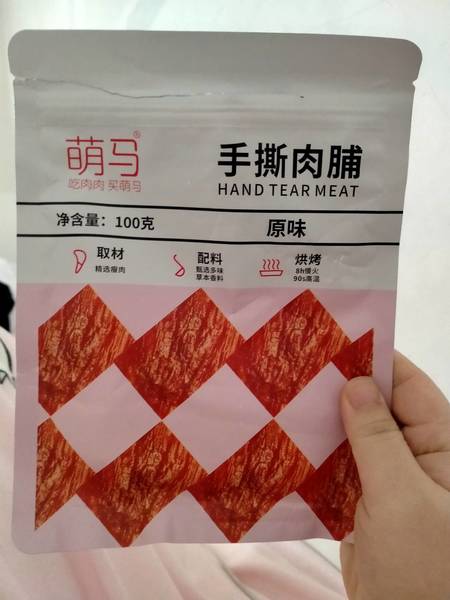 萌马®
吃肉肉 买萌马
手撕肉脯
HAND TEAR MEAT
净含量：100克
原味
取材
精选瘦肉
配料
甄选多味
草本香料
烘烤
8h慢火
90s高温